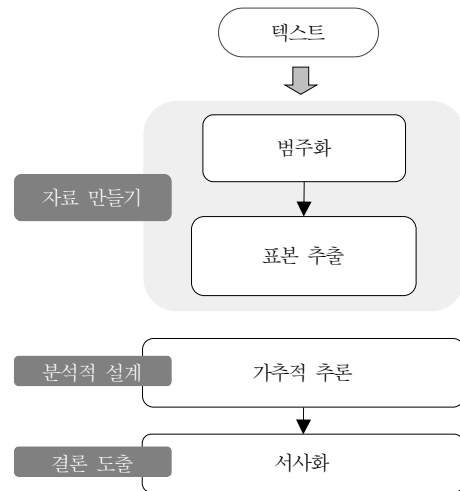 텍스트
범주화
자료 만들기
표본 추출
분석적 설계
가추적 추론
결론 도출
서사화